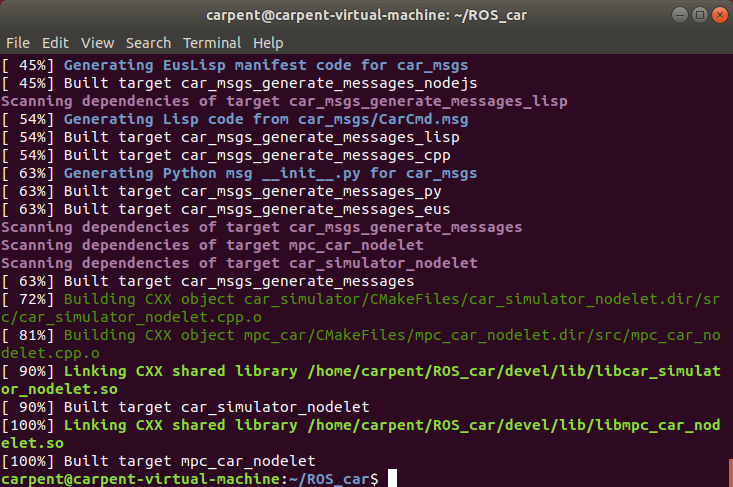 carpent@carpent-virtual-machine: ~/ROS_car
File Edit View Search Terminal Help
[ 45%] Generating EusLisp manifest code for car_msgs
[ 45%] Built target car_msgs_generate_messages_nodejs
Scanning dependencies of target car_msgs_generate_messages_lisp
[ 54%] Generating Lisp code from car_msgs/CarCmd.msg
[ 54%] Built target car_msgs_generate_messages_lisp
[ 54%] Built target car_msgs_generate_messages_cpp
[ 63%] Generating Python msg __init__.py for car_msgs
[ 63%] Built target car_msgs_generate_messages_py
[ 63%] Built target car_msgs_generate_messages_eus
Scanning dependencies of target car_msgs_generate_messages
Scanning dependencies of target mpc_car_nodelet
Scanning dependencies of target car_simulator_nodelet
[ 63%] Built target car_msgs_generate_messages
[ 72%] Building CXX object car_simulator/CMakeFiles/car_simulator_nodelet.dir/sr
c/car_simulator_nodelet.cpp.o
[ 81%] Building CXX object mpc_car/CMakeFiles/mpc_car_nodelet.dir/src/mpc_car_no
delet.cpp.o
[ 90%] Linking CXX shared library /home/carpent/ROS_car/devel/lib/libcar_simulat
or_nodelet.so
[ 90%] Built target car_simulator_nodelet
[100%] Linking CXX shared library /home/carpent/ROS_car/devel/lib/libmpc_car_nod
elet.so
[100%] Built target mpc_car_nodelet
carpent@carpent-virtual-machine:~/ROS_car$